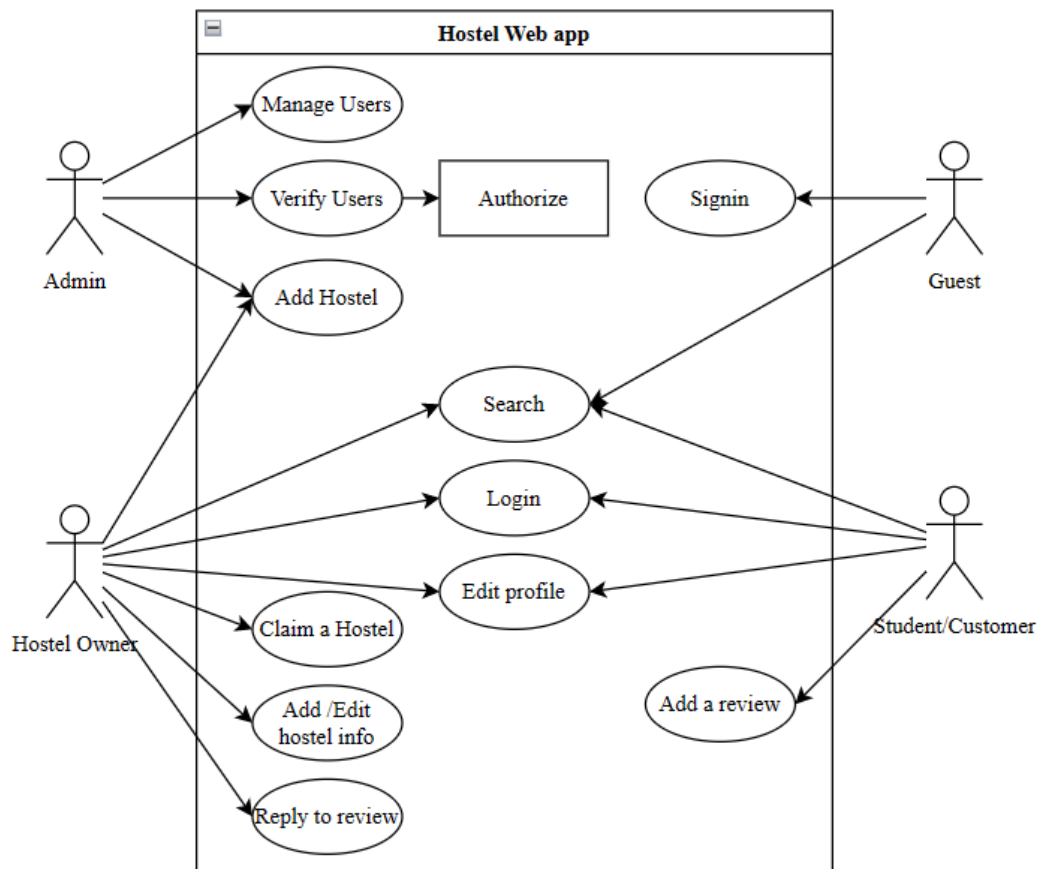 Hostel Web app
Manage Users
Verify Users
Authorize
Signin
Admin
Guest
Add Hostel
Search
Login
Edit profile
Claim a Hostel
Hostel Owner
Student/Customer
Add a review
Add /Edit
hostel info
Reply to review